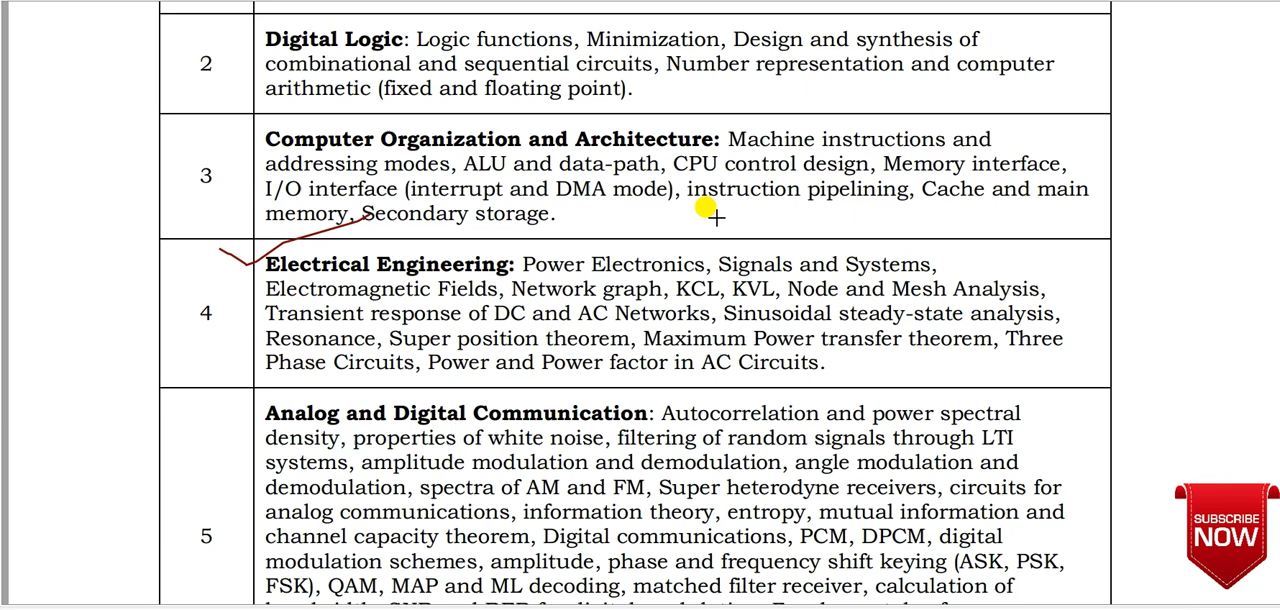 2
Digital Logic: Logic functions, Minimization, Design and synthesis of
combinational and sequential circuits, Number representation and computer
arithmetic (fixed and floating point).
3
Computer Organization and Architecture: Machine instructions and
addressing modes, ALU and data-path, CPU control design, Memory interface,
I/O interface (interrupt and DMA mode), instruction pipelining, Cache and main
memory, Secondary storage.
4
Electrical Engineering: Power Electronics, Signals and Systems,
Electromagnetic Fields, Network graph, KCL, KVL, Node and Mesh Analysis,
Transient response of DC and AC Networks, Sinusoidal steady-state analysis,
Resonance, Super position theorem, Maximum Power transfer theorem, Three
Phase Circuits, Power and Power factor in AC Circuits.
5
Analog and Digital Communication: Autocorrelation and power spectral
density, properties of white noise, filtering of random signals through LTI
systems, amplitude modulation and demodulation, angle modulation and
demodulation, spectra of AM and FM, Super heterodyne receivers, circuits for
analog communications, information theory, entropy, mutual information and
channel capacity theorem, Digital communications, PCM, DPCM, digital
modulation schemes, amplitude, phase and frequency shift keying (ASK, PSK,
FSK), QAM, MAP and ML decoding, matched filter receiver, calculation of
SUBSCRIBE
NOW